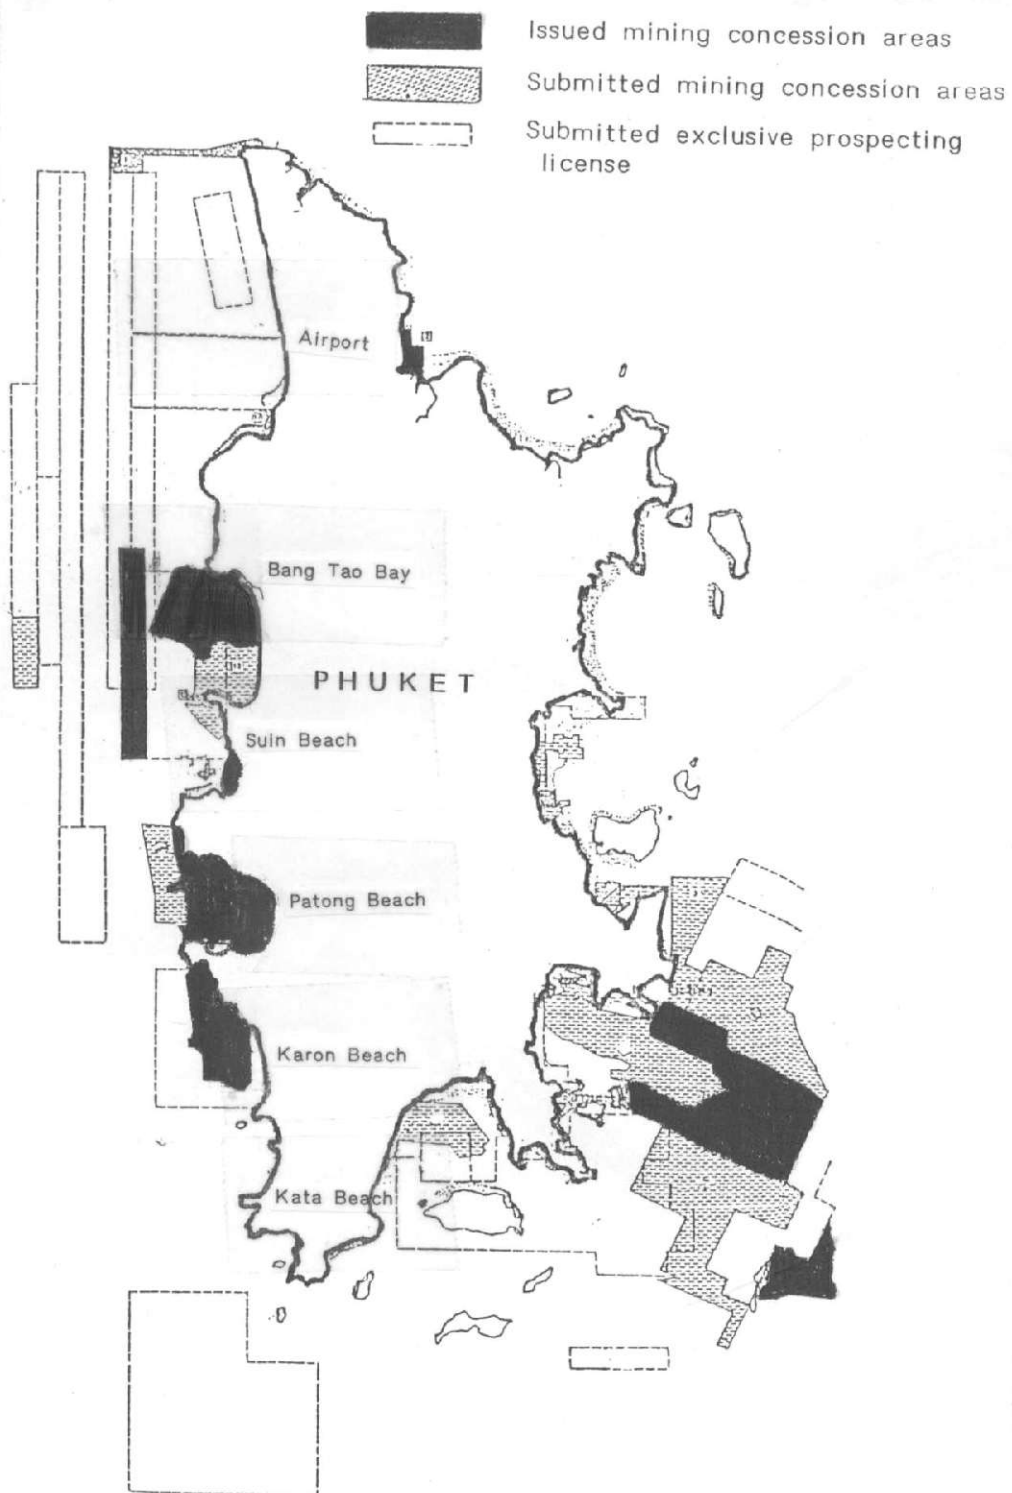 Issued mining concession areas
Submitted mining concession areas
Submitted exclusive prospecting
license
Airport
Bang Tao Bay
PHUKET
Suin Beach
Patong Beach
Karon Beach
Kata Beach